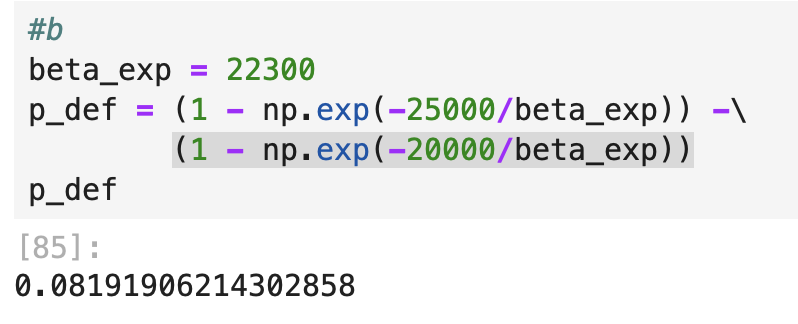 #b
beta_exp = 22300
p_def = (1 - np.exp(-25000/beta_exp)) -\
(1 - np.exp(-20000/beta_exp))
p_def
[85]:
0.08191906214302858